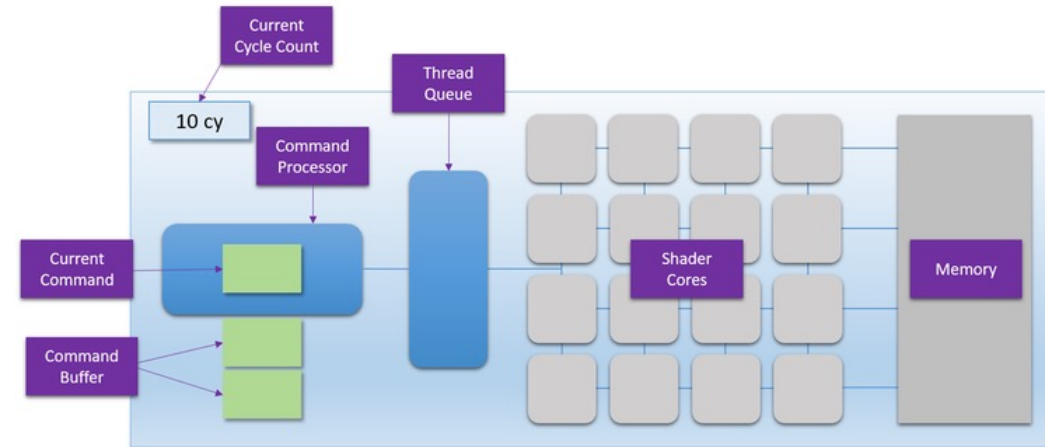 Current
Cycle Count
Thread
Queue
10 cy
Command
Processor
Current
Command
Shader
Cores
Memory
Command
Buffer